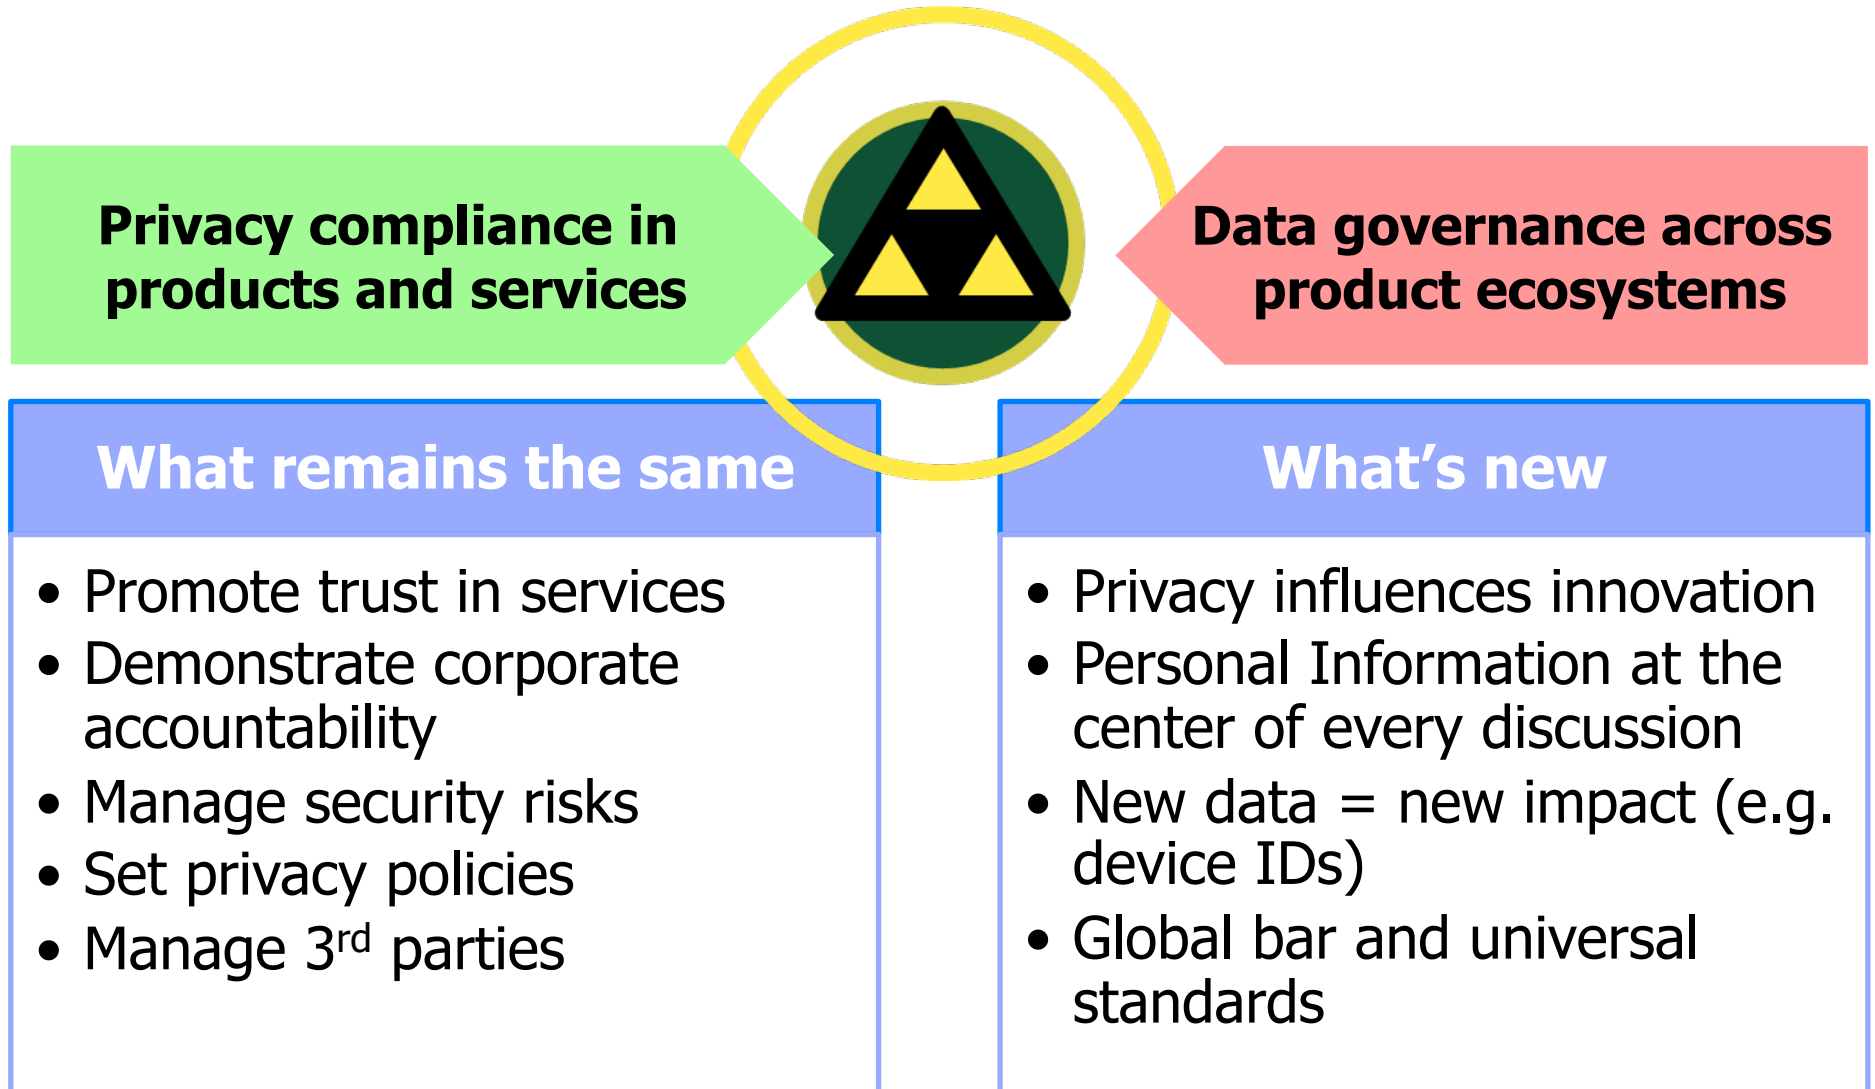 Privacy compliance in
products and services
Data governance across
product ecosystems
What remains the same
• Promote trust in services
• Demonstrate corporate
accountability
• Manage security risks
• Set privacy policies
• Manage 3rd parties
What’s new
• Privacy influences innovation
• Personal Information at the
center of every discussion
• New data = new impact (e.g.
device IDs)
• Global bar and universal
standards